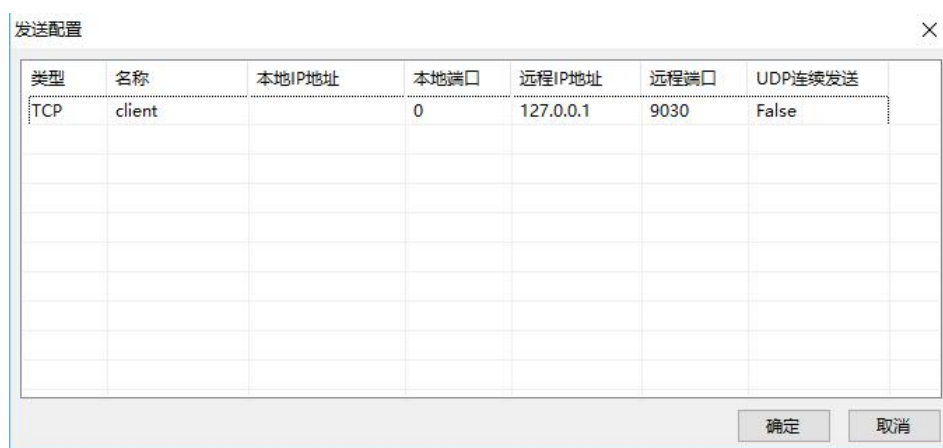 发送配置
类型 名称 本地IP地址 本地端口 远程IP地址 远程端口 UDP连续发送
TCP client 0 127.0.0.1 9030 False
确定 取消